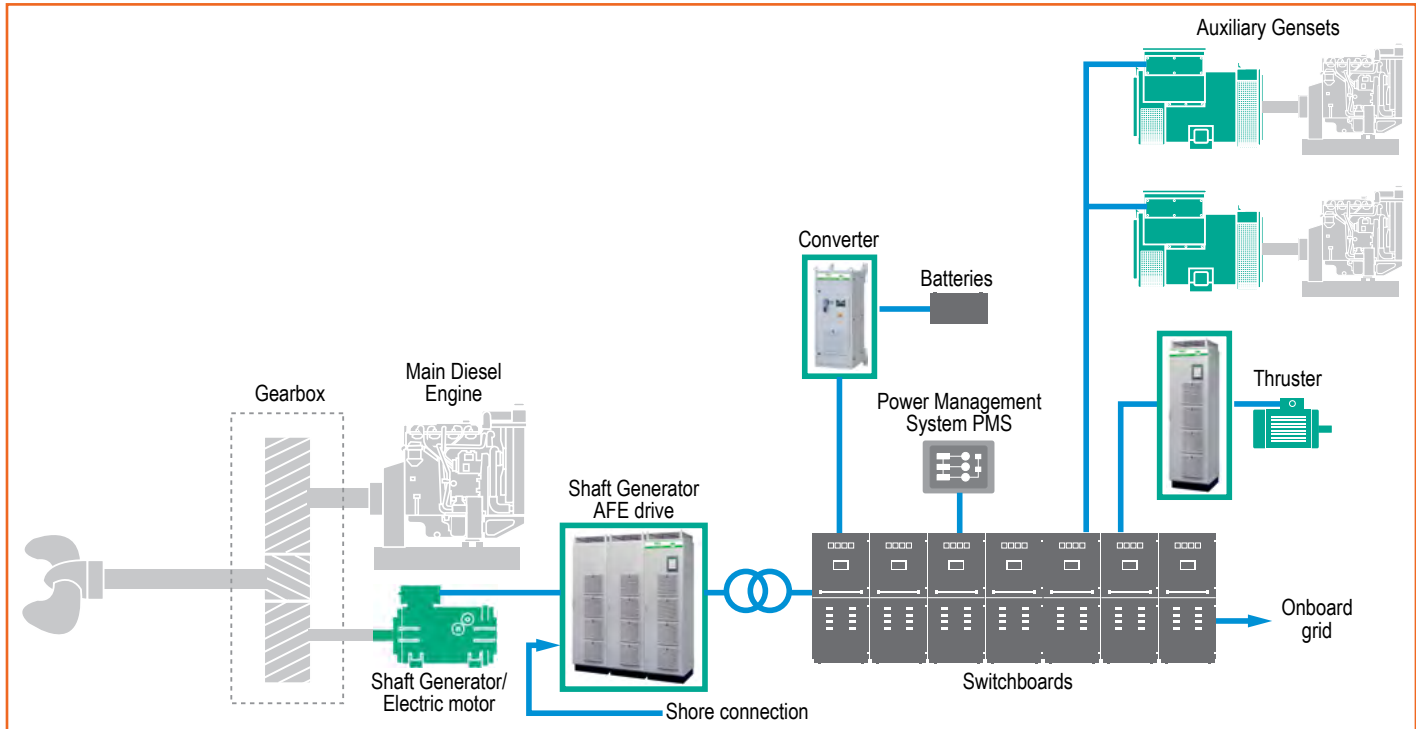 Auxiliary Gensets
Converter
Batteries
Main Diesel
Engine
Gearbox
Thruster
Power Management
System PMS
Shaft Generator
AFE drive
Onboard
grid
Shaft Generator/
Electric motor
Switchboards
Shore connection